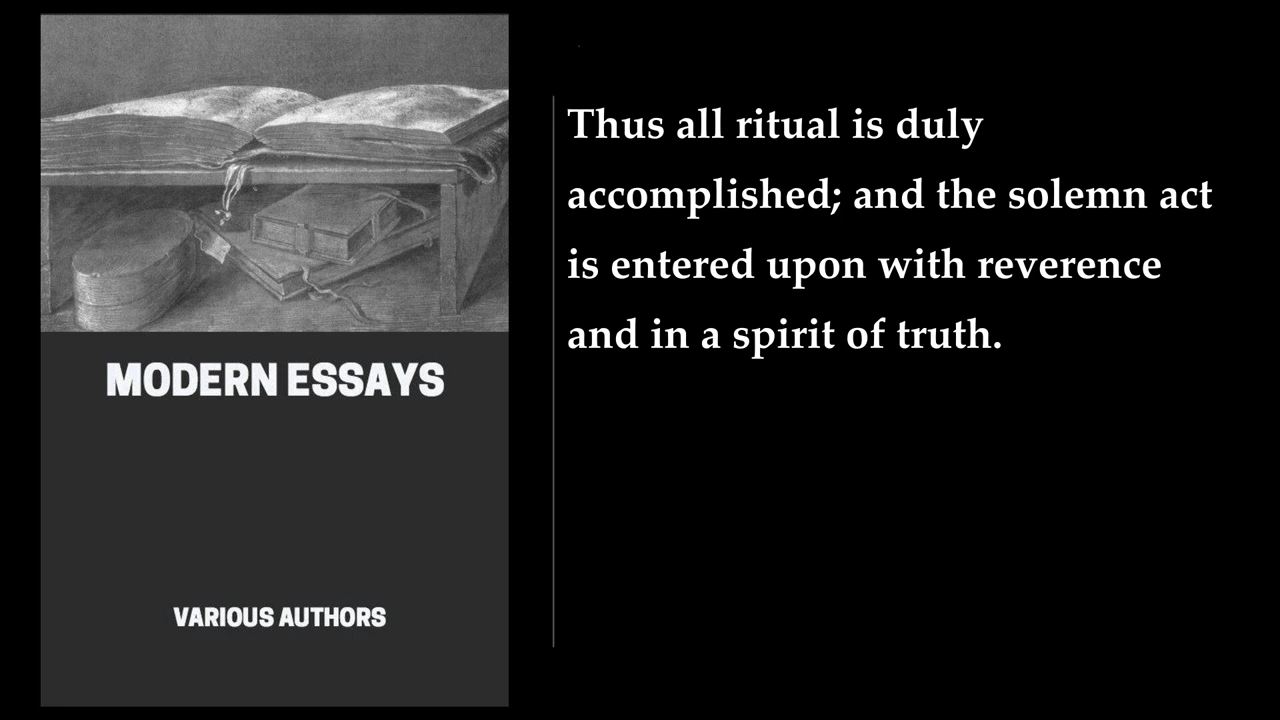 MODERN ESSAYS
VARIOUS AUTHORS
Thus all ritual is duly
accomplished; and the solemn act
is entered upon with reverence
and in a spirit of truth.